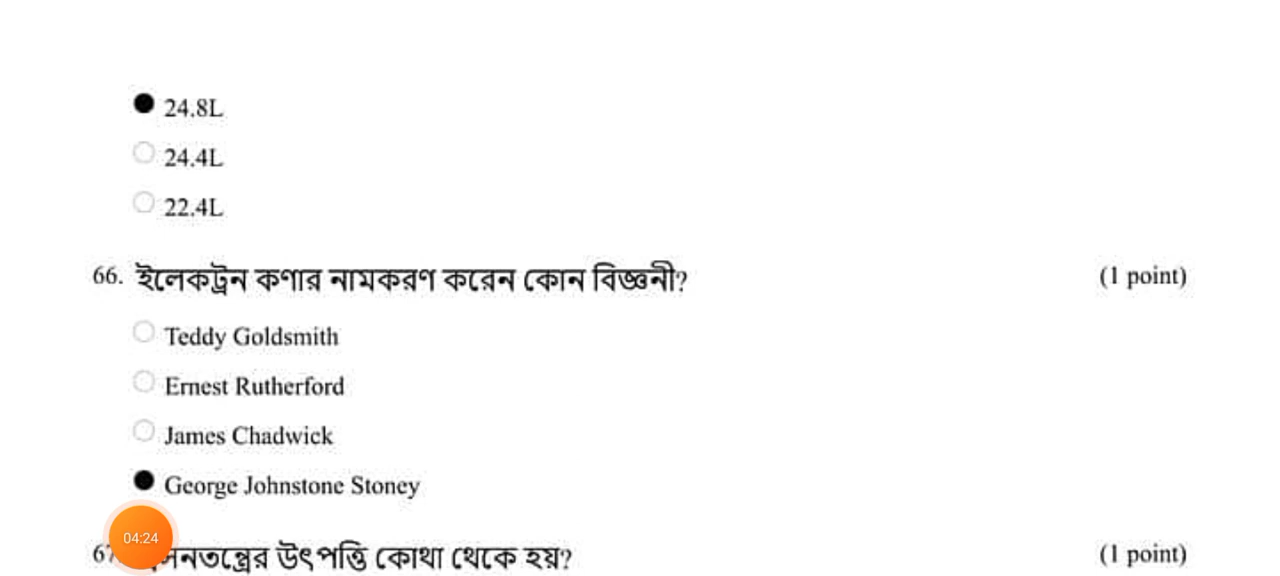 24.8L
24.4L
22.4L
66. ইলেকট্রন কণার নামকরণ করেন কোন বিজ্ঞনী? (1 point)
Teddy Goldsmith
Ernest Rutherford
James Chadwick
George Johnstone Stoney
04:24
উৎপত্তি কোথা থেকে হয়? (1 point)